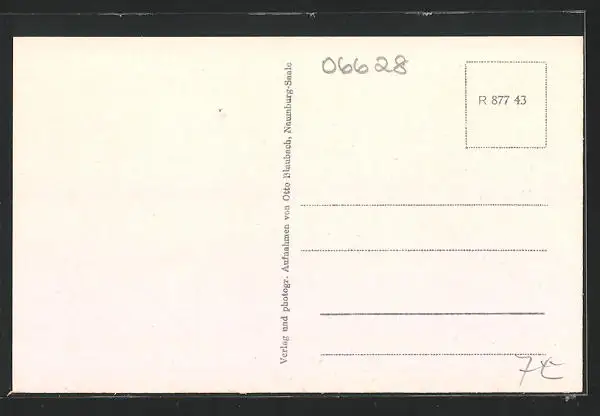 06628
R 877 43
Verlag und photogr. Aufnahmen von Otto Blaubach, Naumburg-Saale
7€